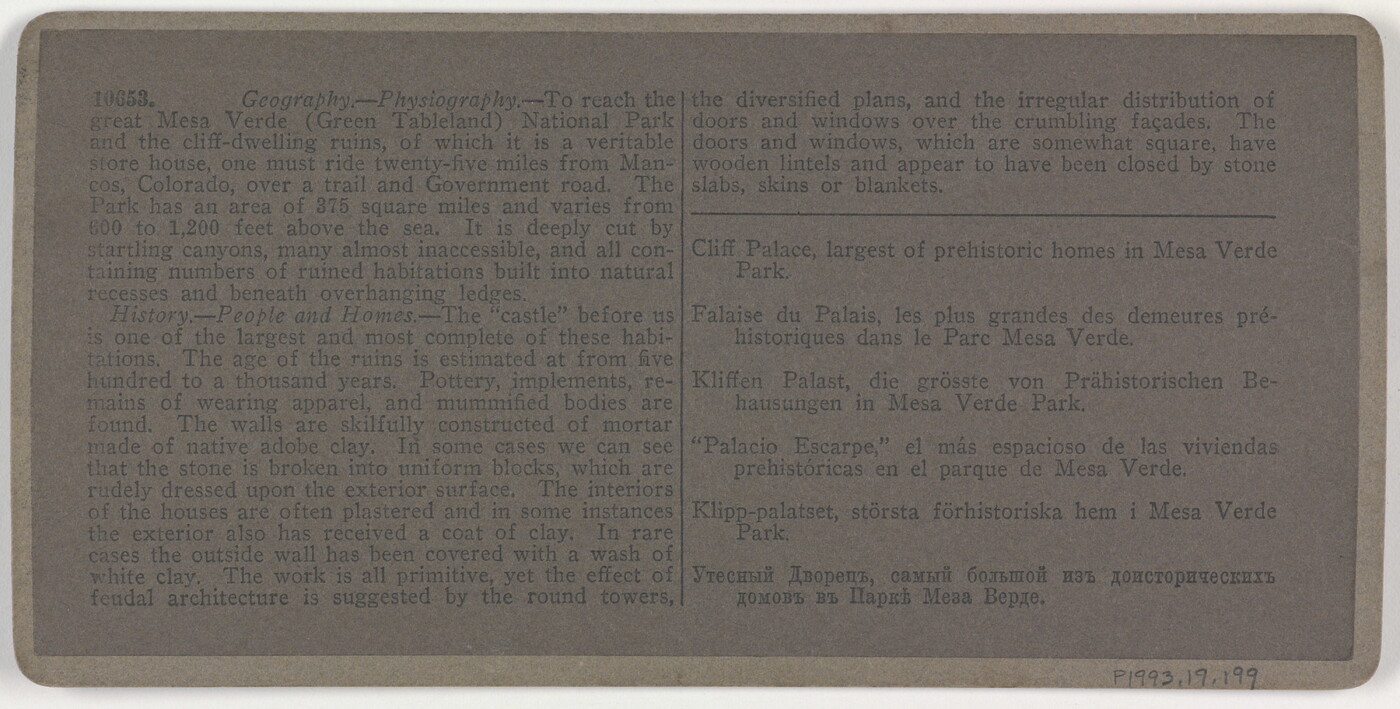 10653. Geography.—Physiography.—To reach the
great Mesa Verde (Green Tableland) National Park
and the cliff-dwelling ruins, of which it is a veritable
store house, one must ride twenty-five miles from Man-
cos, Colorado, over a trail and Government road. The
Park has an area of 375 square miles and varies from
600 to 1,200 feet above the sea. It is deeply cut by
startling canyons, many almost inaccessible, and all con-
taining numbers of ruined habitations built into natural
recesses and beneath overhanging ledges.
History.—People and Homes.—The “castle” before us
is one of the largest and most complete of these habi-
tations. The age of the ruins is estimated at from five
hundred to a thousand years. Pottery, implements, re-
mains of wearing apparel, and mummified bodies are
found. The walls are skilfully constructed of mortar
made of native adobe clay. In some cases we can see
that the stone is broken into uniform blocks, which are
rudely dressed upon the exterior surface. The interiors
of the houses are often plastered and in some instances
the exterior also has received a coat of clay. In rare
cases the outside wall has been covered with a wash of
white clay. The work is all primitive, yet the effect of
feudal architecture is suggested by the round towers,
the diversified plans, and the irregular distribution of
doors and windows over the crumbling façades. The
doors and windows, which are somewhat square, have
wooden lintels and appear to have been closed by stone
slabs, skins or blankets.
Cliff Palace, largest of prehistoric homes in Mesa Verde
Park.
Falaise du Palais, les plus grandes des demeures pré-
historiques dans le Parc Mesa Verde.
Kliffen Palast, die grösste von Prähistorischen Be-
hausungen in Mesa Verde Park.
“Palacio Escarpe,” el más espacioso de las viviendas
prehistóricas en el parque de Mesa Verde.
Klipp-palatset, största förhistoriska hem i Mesa Verde
Park.
Утесный Дворецъ, самый большой изъ доисторическихъ
домовъ въ Паркѣ Меза Верде.
P1993.19.199